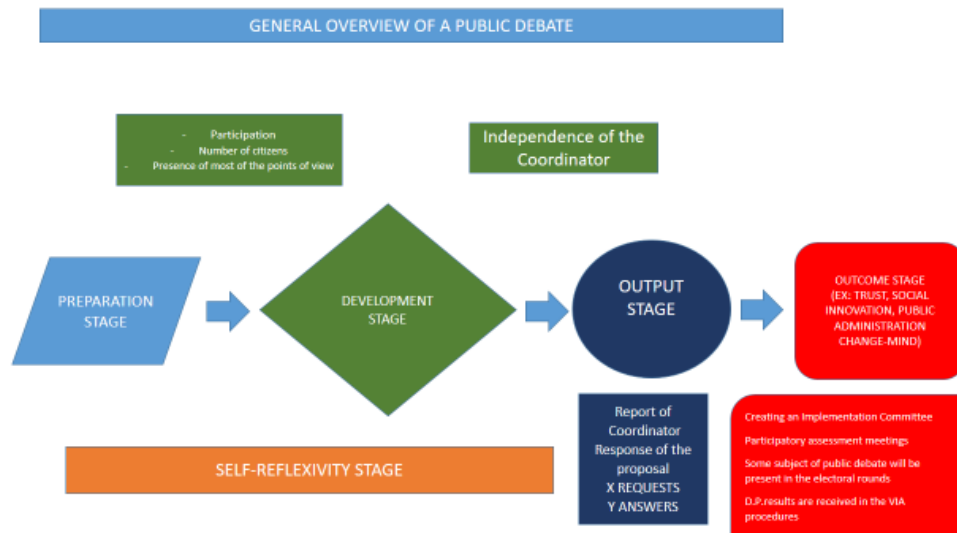 GENERAL OVERVIEW OF A PUBLIC DEBATE
- Participation
- Number of citizens
- Presence of most of the points of view
Independence of the
Coordinator
PREPARATION
STAGE
DEVELOPMENT
STAGE
OUTPUT
STAGE
OUTCOME STAGE
(EX: TRUST, SOCIAL
INNOVATION, PUBLIC
ADMINISTRATION
CHANGE-MIND)
SELF-REFLEXIVITY STAGE
Report of
Coordinator
Response of the
proposal
X REQUESTS
Y ANSWERS
Creating an Implementation Committee
Participatory assessment meetings
Some subject of public debate will be
present in the electoral rounds
D.P.results are received in the VIA
procedures